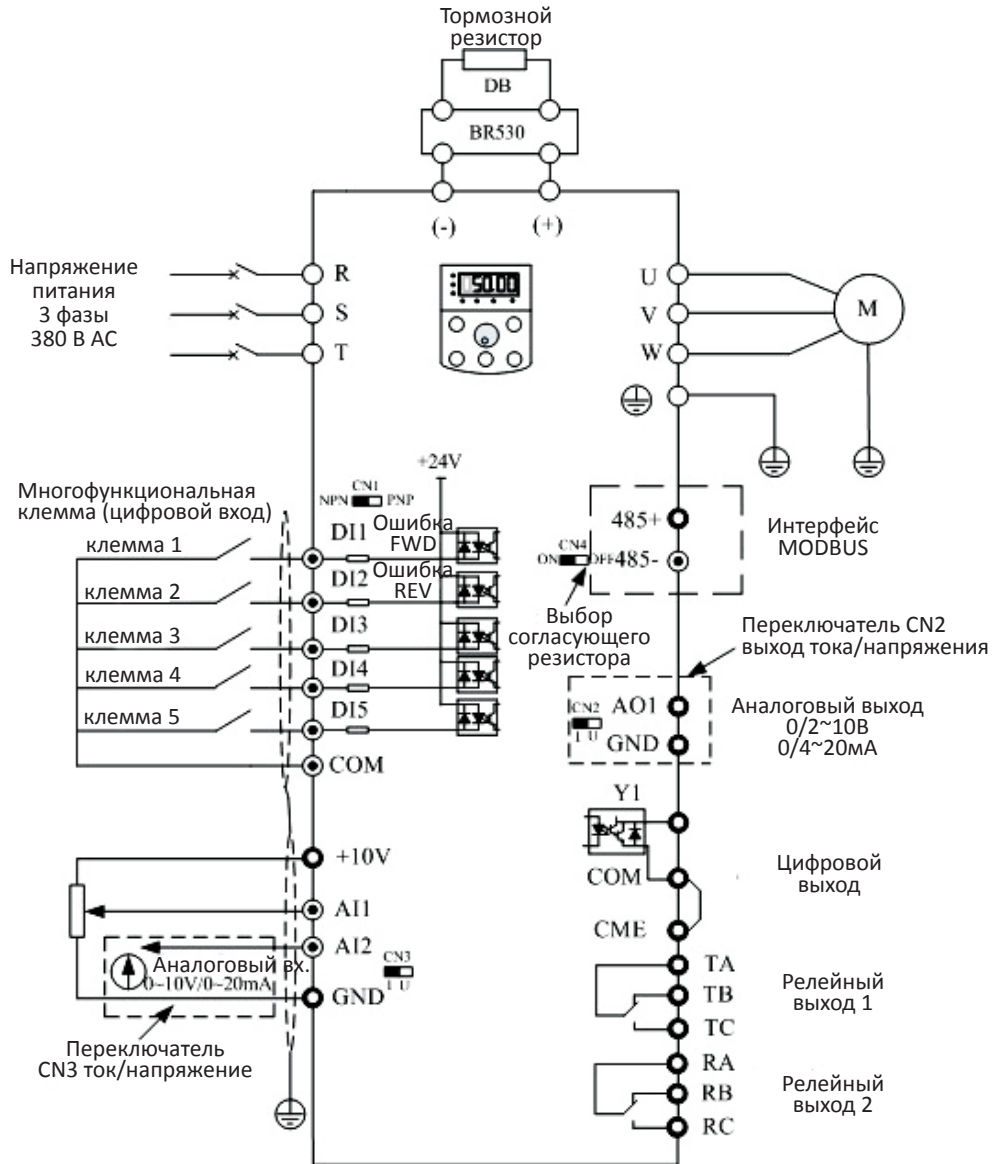 Тормозной
резистор
DB
BR530
(-)
(+)
Напряжение
питания
3 фазы
380 В AC
R
S
T
50.00
U
V
W
M
+24V
CN1
NPN
PNP
Многофункциональная
клемма (цифровой вход)
клемма 1
клемма 2
клемма 3
клемма 4
клемма 5
DI1
Ошибка
FWD
DI2
Ошибка
REV
DI3
DI4
DI5
COM
485+
CN4
ON
OFF
485-
Интерфейс
MODBUS
Выбор
согласующего
резистора
Переключатель CN2
выход тока/напряжения
CN2
I U
AO1
GND
Аналоговый выход
0/2~10В
0/4~20мА
Y1
COM
CME
Цифровой
выход
+10V
AI1
AI2
Аналоговый вх.
0~10V/0~20mA
CN3
I U
GND
Переключатель
CN3 ток/напряжение
TA
TB
TC
Релейный
выход 1
RA
RB
RC
Релейный
выход 2